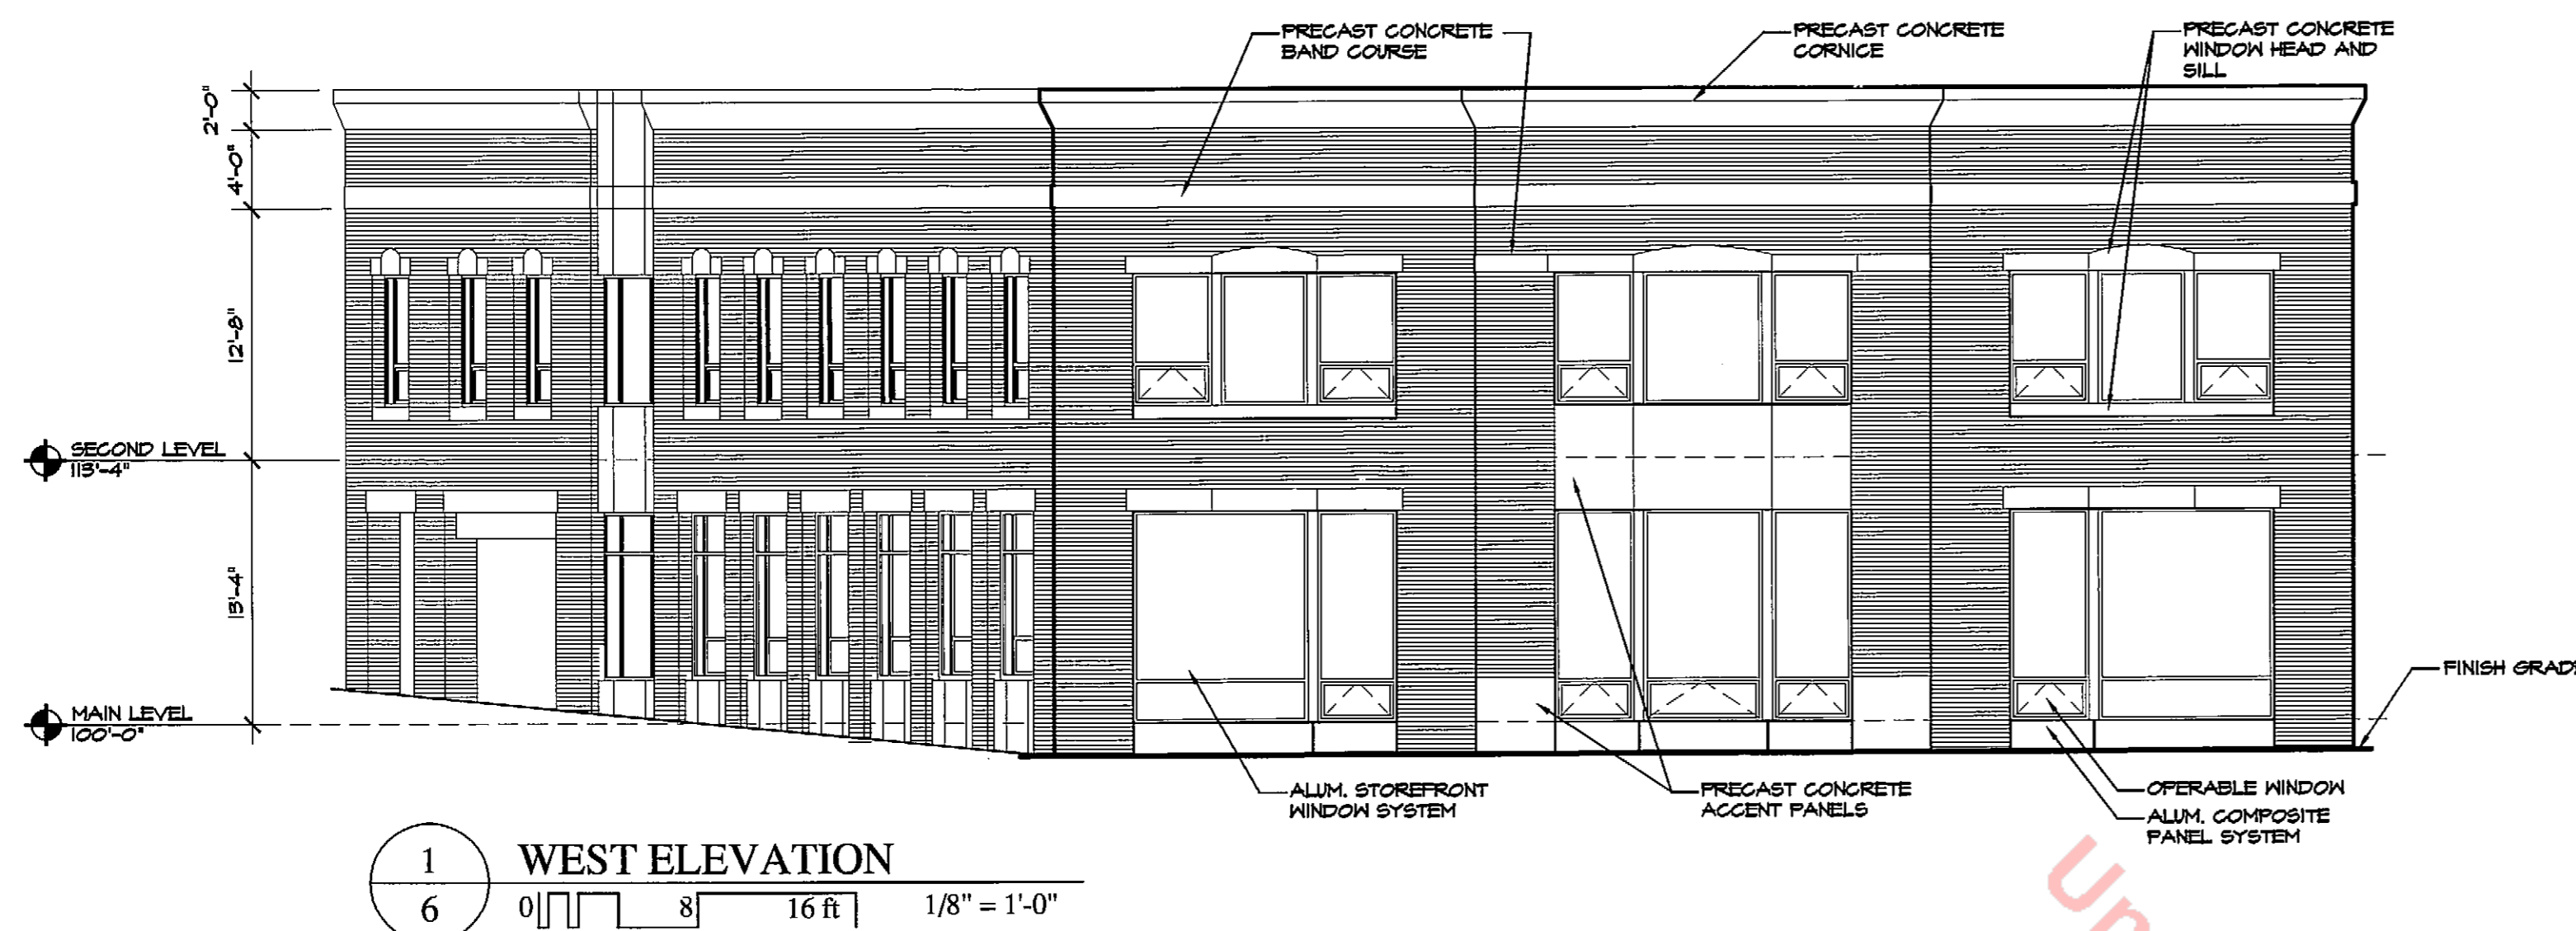 PRECAST CONCRETE
BAND COURSE
PRECAST CONCRETE
CORNICE
PRECAST CONCRETE
WINDOW HEAD AND
SILL
2'-0"
4'-0"
12'-8"
13'-4"
SECOND LEVEL
113'-4"
MAIN LEVEL
100'-0"
FINISH GRADE
ALUM. STOREFRONT
WINDOW SYSTEM
PRECAST CONCRETE
ACCENT PANELS
OPERABLE WINDOW
ALUM. COMPOSITE
PANEL SYSTEM
1
6
WEST ELEVATION
0 8 16 ft 1/8" = 1'-0"
Ur